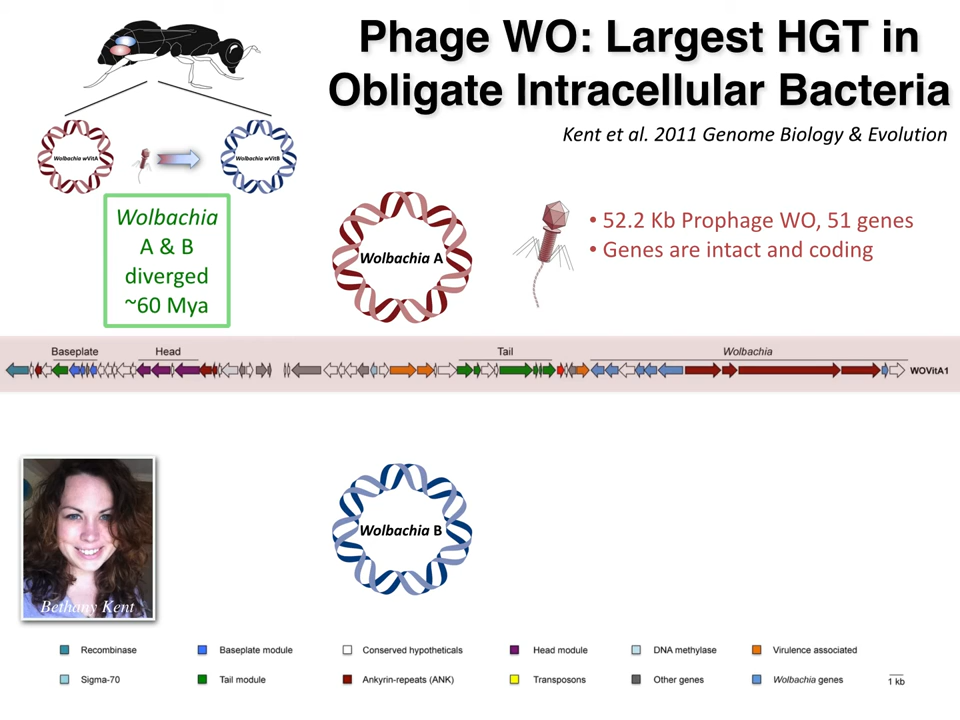 Phage WO: Largest HGT in
Obligate Intracellular Bacteria
Kent et al. 2011 Genome Biology & Evolution
Wolbachia wVitA
Wolbachia wVitB
Wolbachia
A & B
diverged
~60 Mya
Wolbachia A
• 52.2 Kb Prophage WO, 51 genes
• Genes are intact and coding
Baseplate
Head
Tail
Wolbachia
WOVitA1
Wolbachia B
Bethany Kent
Recombinase
Baseplate module
Conserved hypotheticals
Head module
DNA methylase
Virulence associated
Sigma-70
Tail module
Ankyrin-repeats (ANK)
Transposons
Other genes
Wolbachia genes
1 kb